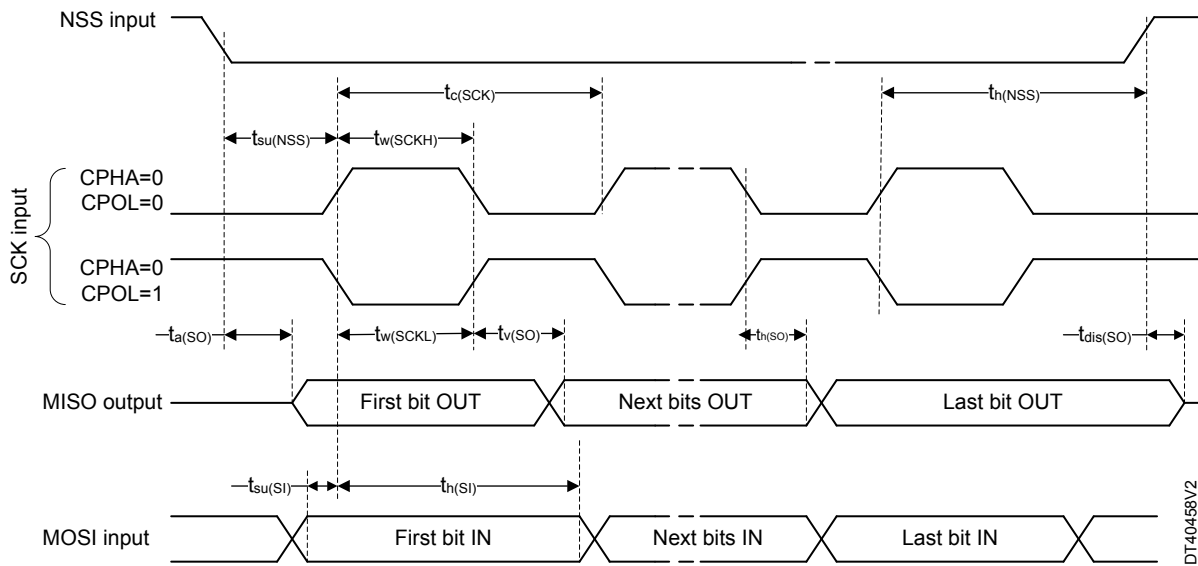 NSS input
tc(SCK)
th(NSS)
tsu(NSS)
tw(SCKH)
SCK input
CPHA=0
CPOL=0
CPHA=0
CPOL=1
ta(SO)
tw(SCKL)
tv(SO)
th(SO)
tdis(SO)
MISO output
First bit OUT
Next bits OUT
Last bit OUT
tsu(SI)
th(SI)
MOSI input
First bit IN
Next bits IN
Last bit IN
DT40458V2